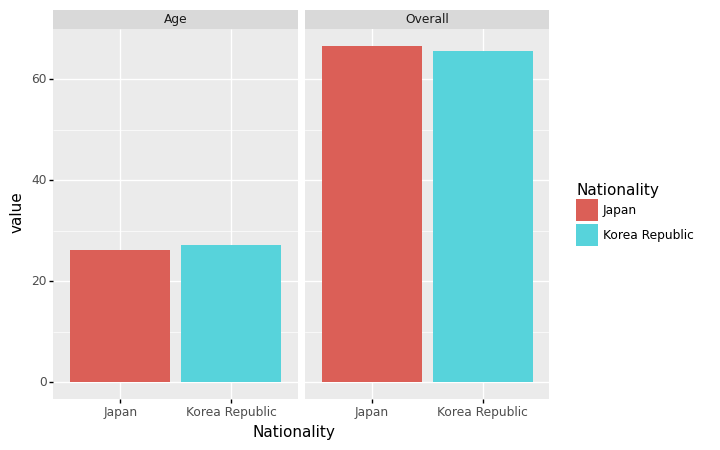 Age
Overall
value
60
40
20
0
Japan
Korea Republic
Japan
Korea Republic
Nationality
Nationality
Japan
Korea Republic